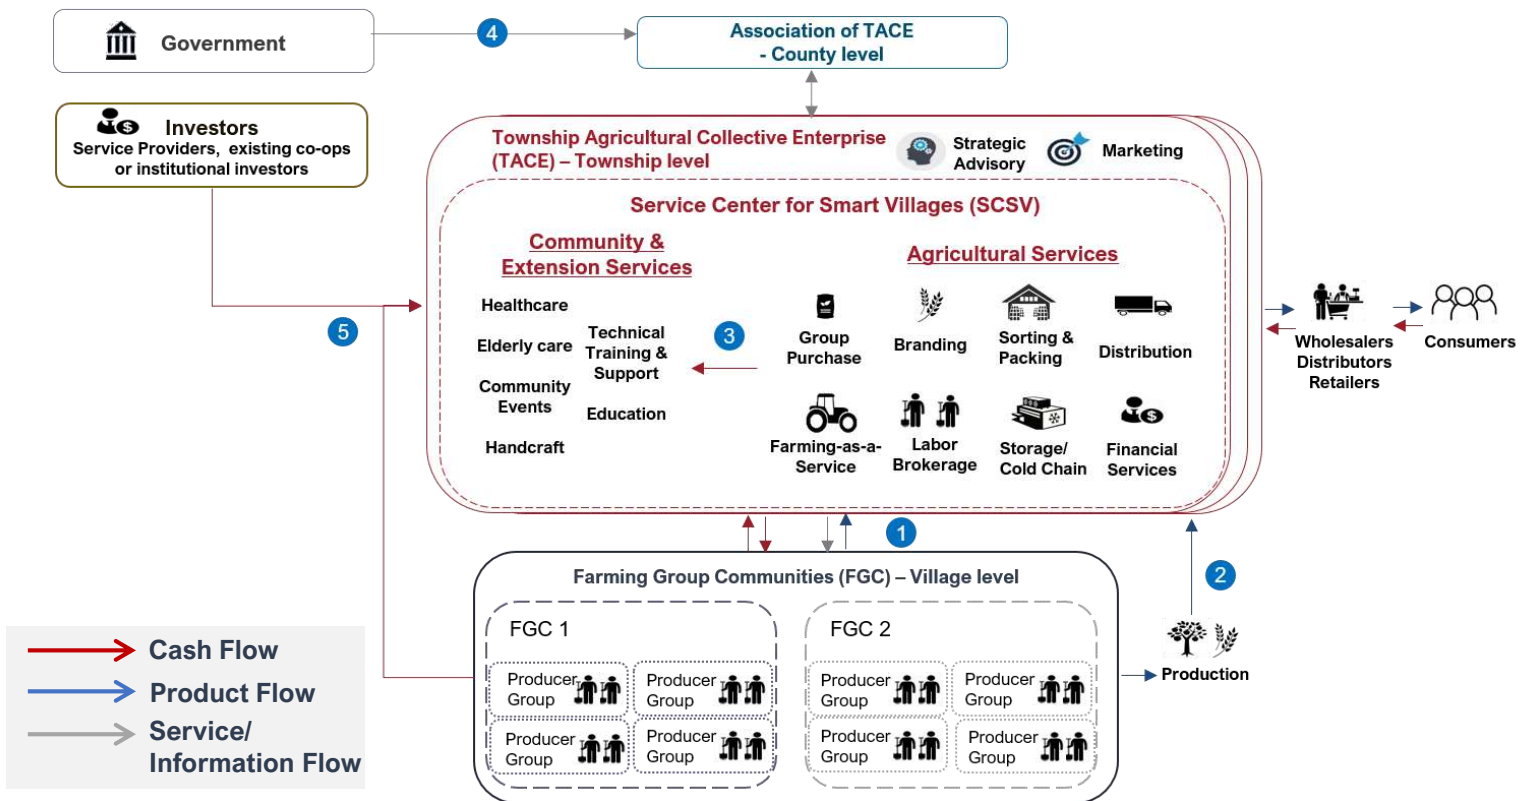 Government
4
Association of TACE
- County level
Investors
Service Providers, existing co-ops
or institutional investors
Township Agricultural Collective Enterprise
(TACE) – Township level
Strategic
Advisory
Marketing
Service Center for Smart Villages (SCSV)
Community &
Extension Services
Healthcare
Elderly care
Community
Events
Handcraft
Technical
Training &
Support
Education
3
Agricultural Services
Group
Purchase
Branding
Sorting &
Packing
Distribution
Farming-as-a-
Service
Labor
Brokerage
Storage/
Cold Chain
Financial
Services
Wholesalers
Distributors
Retailers
Consumers
5
1
2
Farming Group Communities (FGC) – Village level
FGC 1
Producer
Group
Producer
Group
Producer
Group
Producer
Group
FGC 2
Producer
Group
Producer
Group
Producer
Group
Producer
Group
Production
Cash Flow
Product Flow
Service/
Information Flow